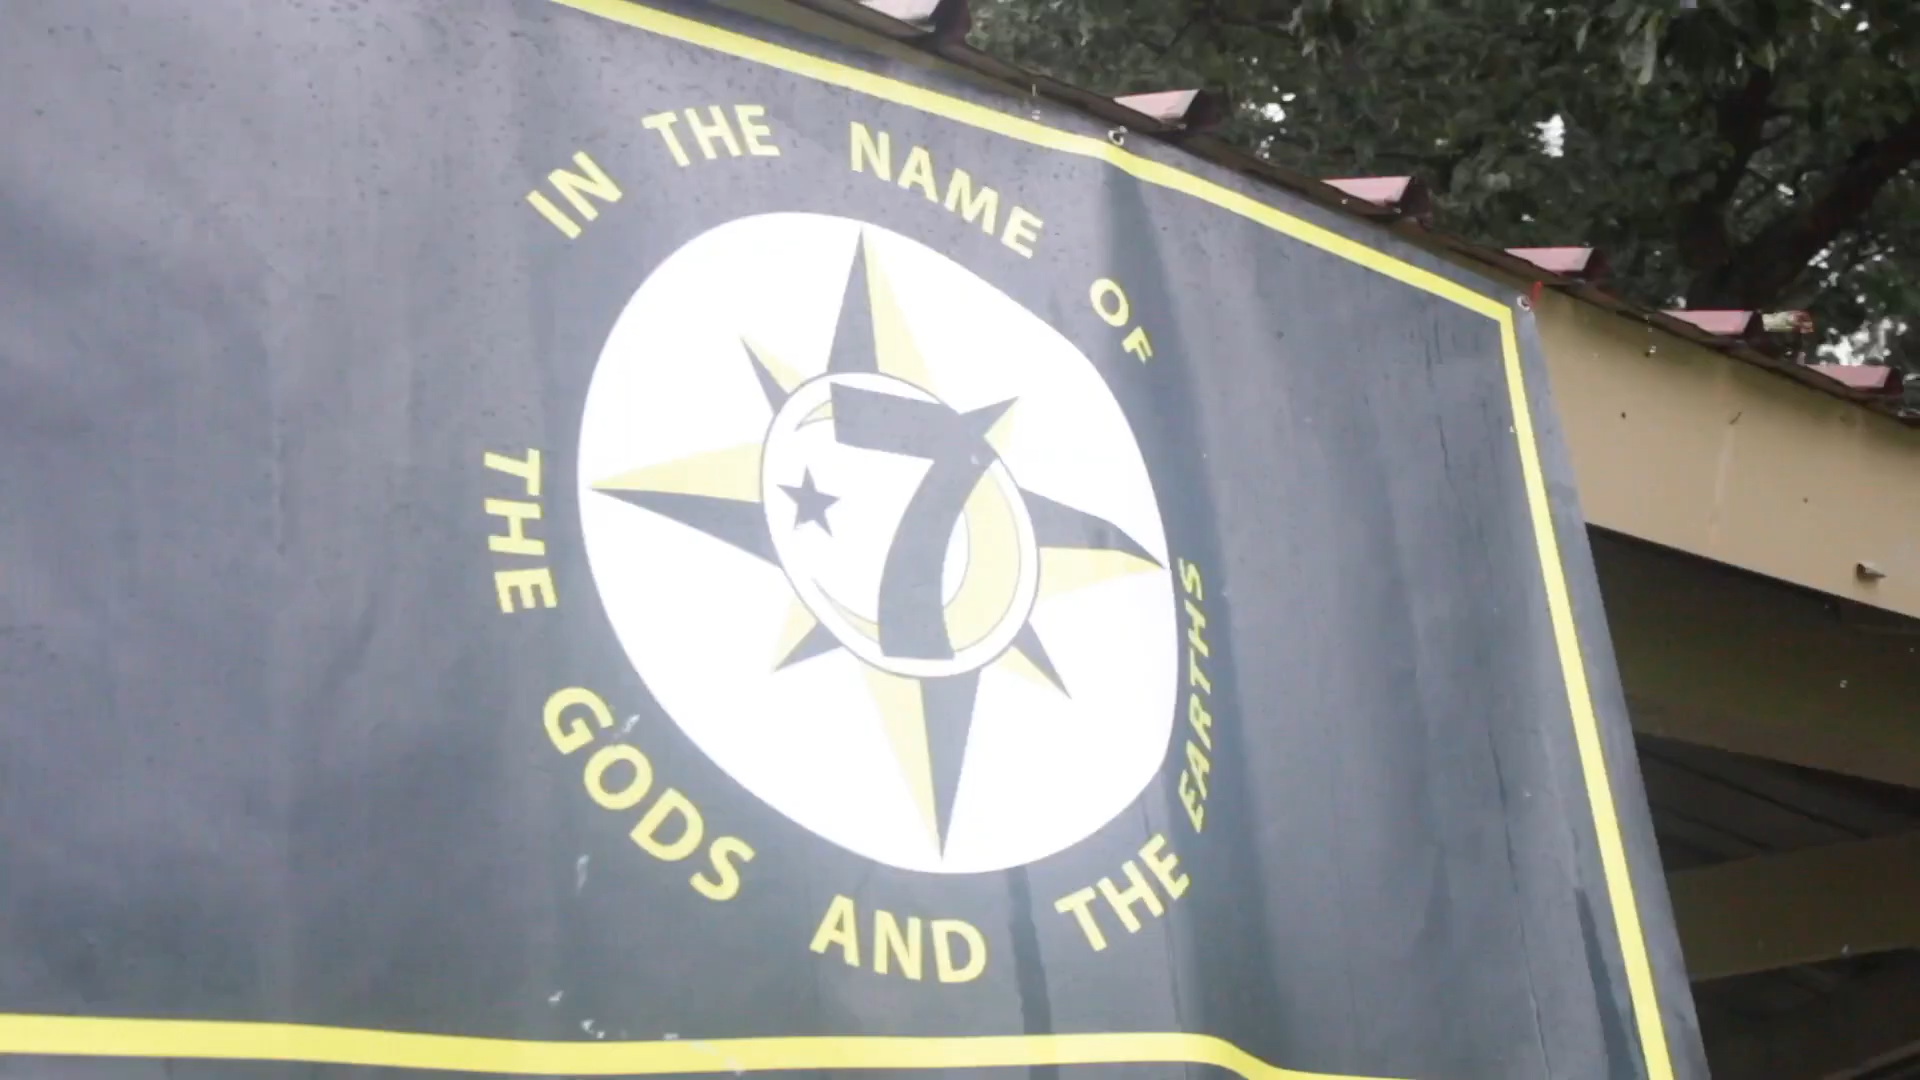 IN THE NAME OF
THE GODS AND THE EARTHS
7